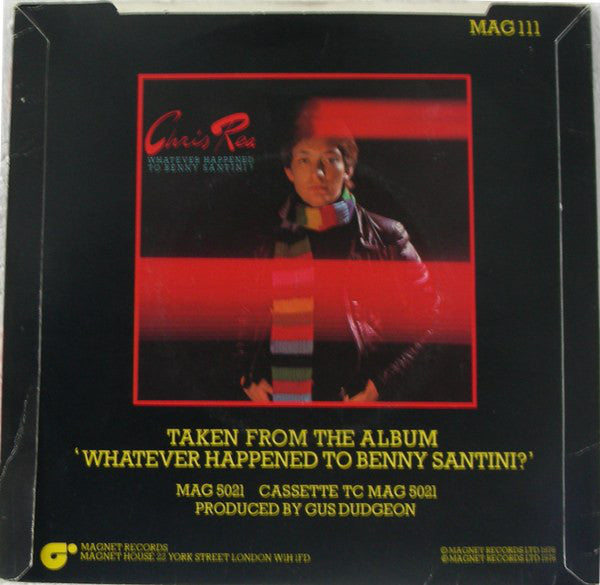 MAG 111
Chris Rea
WHATEVER HAPPENED
TO BENNY SANTINI?
TAKEN FROM THE ALBUM
‘WHATEVER HAPPENED TO BENNY SANTINI?’
MAG 5021 CASSETTE TC MAG 5021
PRODUCED BY GUS DUDGEON
MAGNET RECORDS
MAGNET HOUSE 22 YORK STREET LONDON W1H 1FD
© MAGNET RECORDS LTD. 1978
© MAGNET RECORDS LTD. 1978